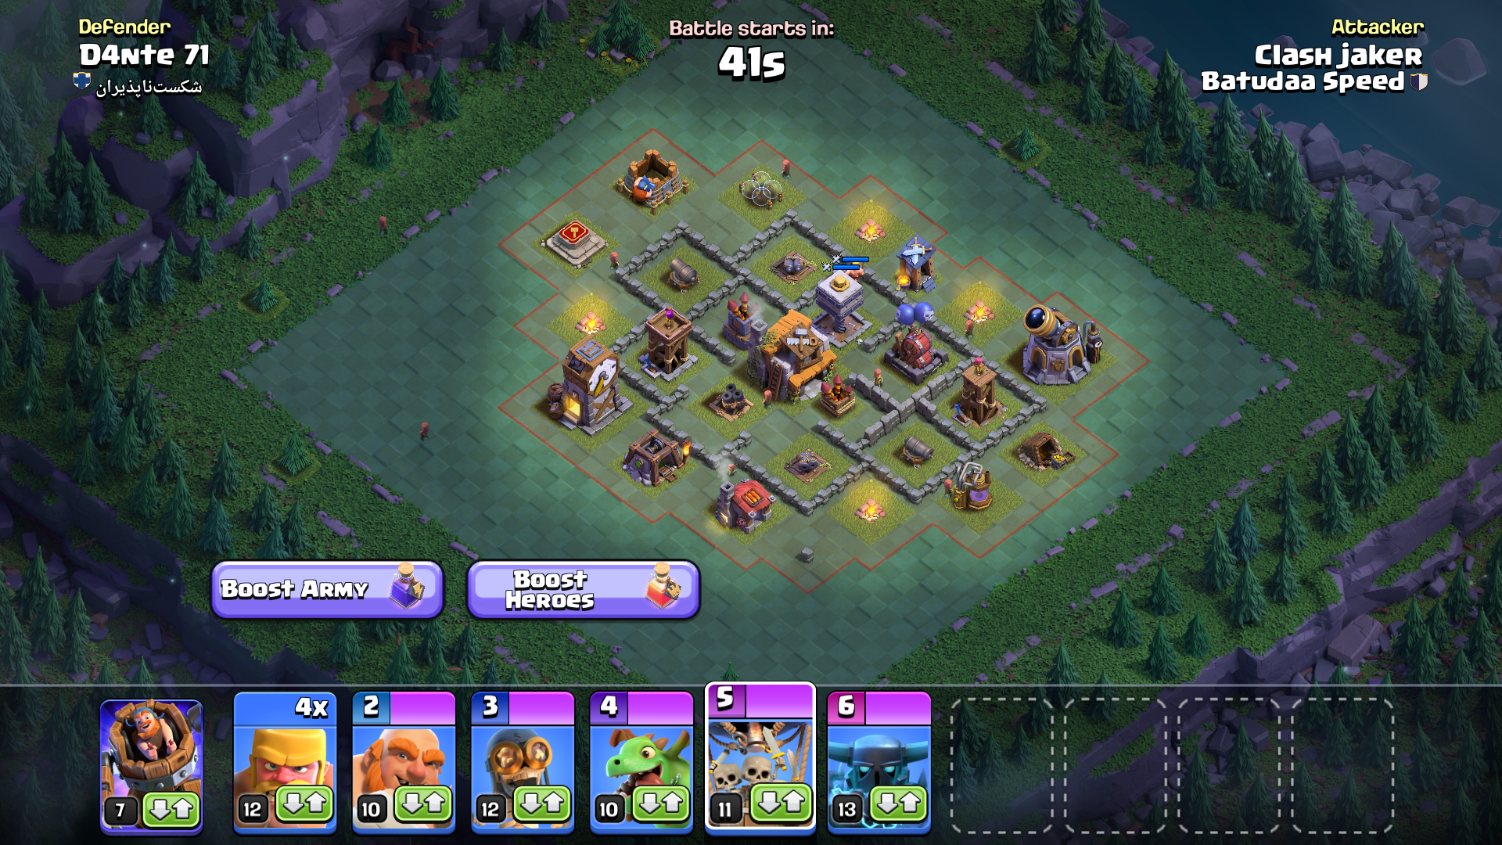 Defender
D4nte 71
شکست‌ناپذیران
Battle starts in:
41s
Attacker
Clash jaker
Batudaa Speed
Boost Army
Boost
Heroes
4x
2
3
4
5
6
7
12
10
12
10
11
13